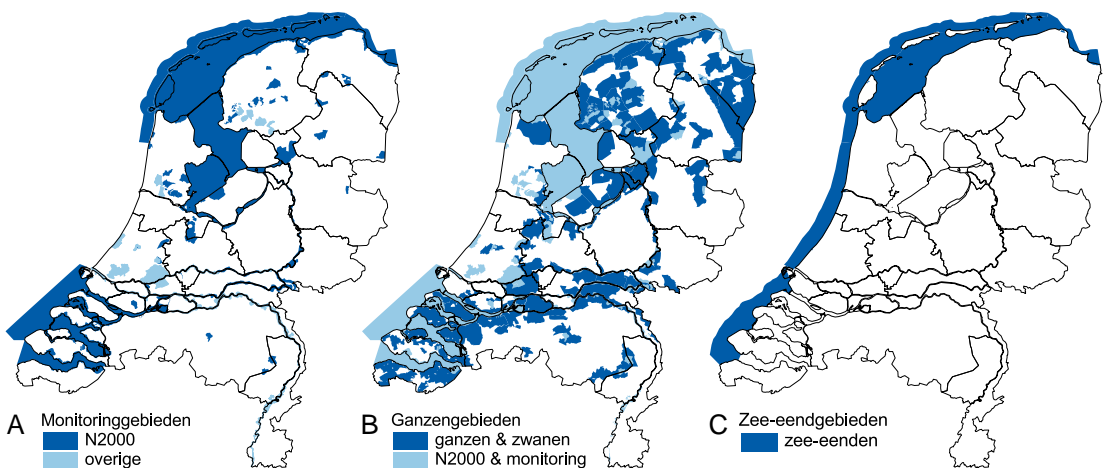 A Monitoringgebieden
N2000
overige
B Ganzengebieden
ganzen & zwanen
N2000 & monitoring
C Zee-eendgebieden
zee-eenden